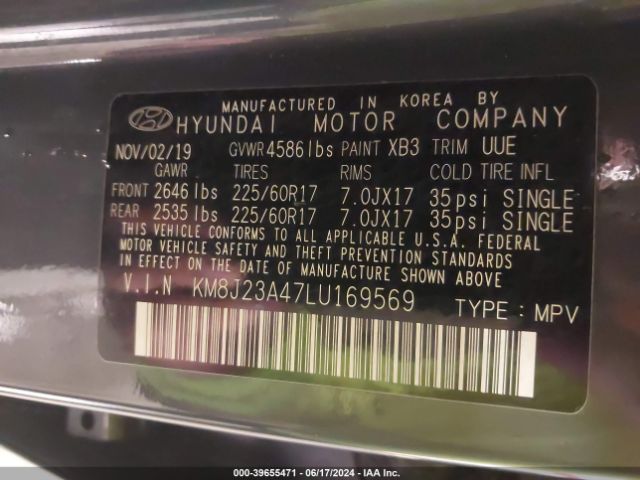 MANUFACTURED IN KOREA BY
HYUNDAI MOTOR COMPANY
NOV/02/19 GVWR 4586lbs PAINT XB3 TRIM UUE
GAWR TIRES RIMS COLD TIRE INFL
FRONT 2646 lbs 225/60R17 7.0JX17 35psi SINGLE
REAR 2535 lbs 225/60R17 7.0JX17 35psi SINGLE
THIS VEHICLE CONFORMS TO ALL APPLICABLE U.S.A. FEDERAL
MOTOR VEHICLE SAFETY AND THEFT PREVENTION STANDARDS
IN EFFECT ON THE DATE OF MANUFACTURE SHOWN ABOVE
V.I.N KM8J23A47LU169569 TYPE: MPV
000-39655471 - 06/17/2024 - IAA Inc.